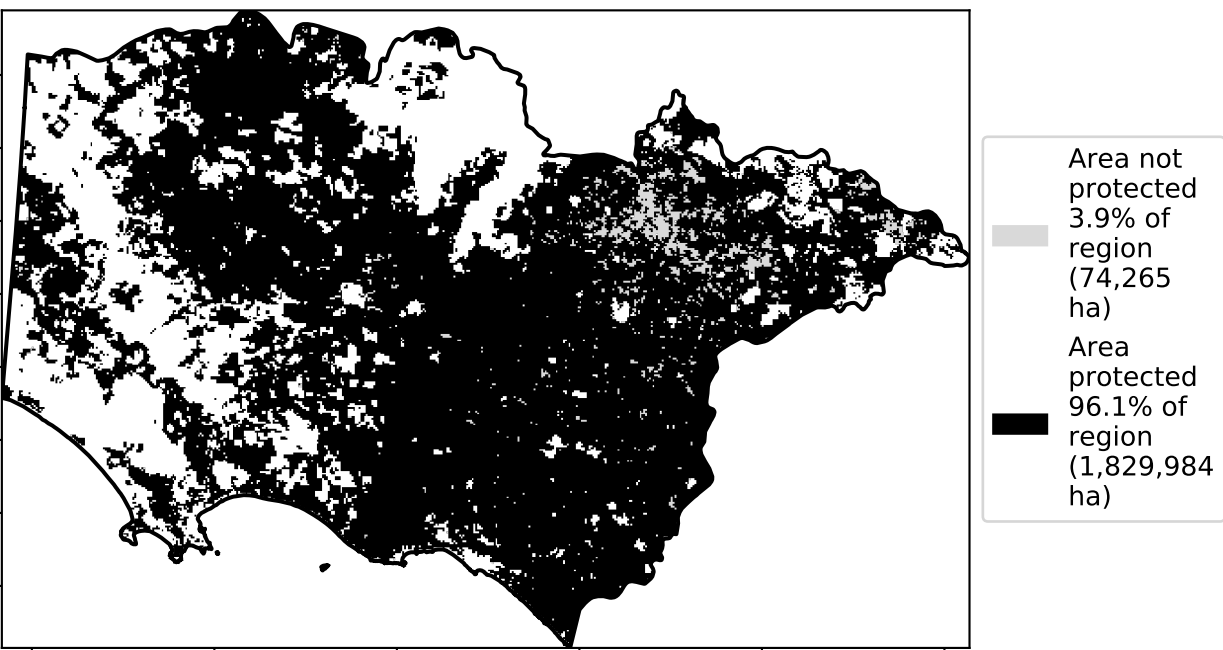 Area not
protected
3.9% of
region
(74,265
ha)
Area
protected
96.1% of
region
(1,829,984
ha)